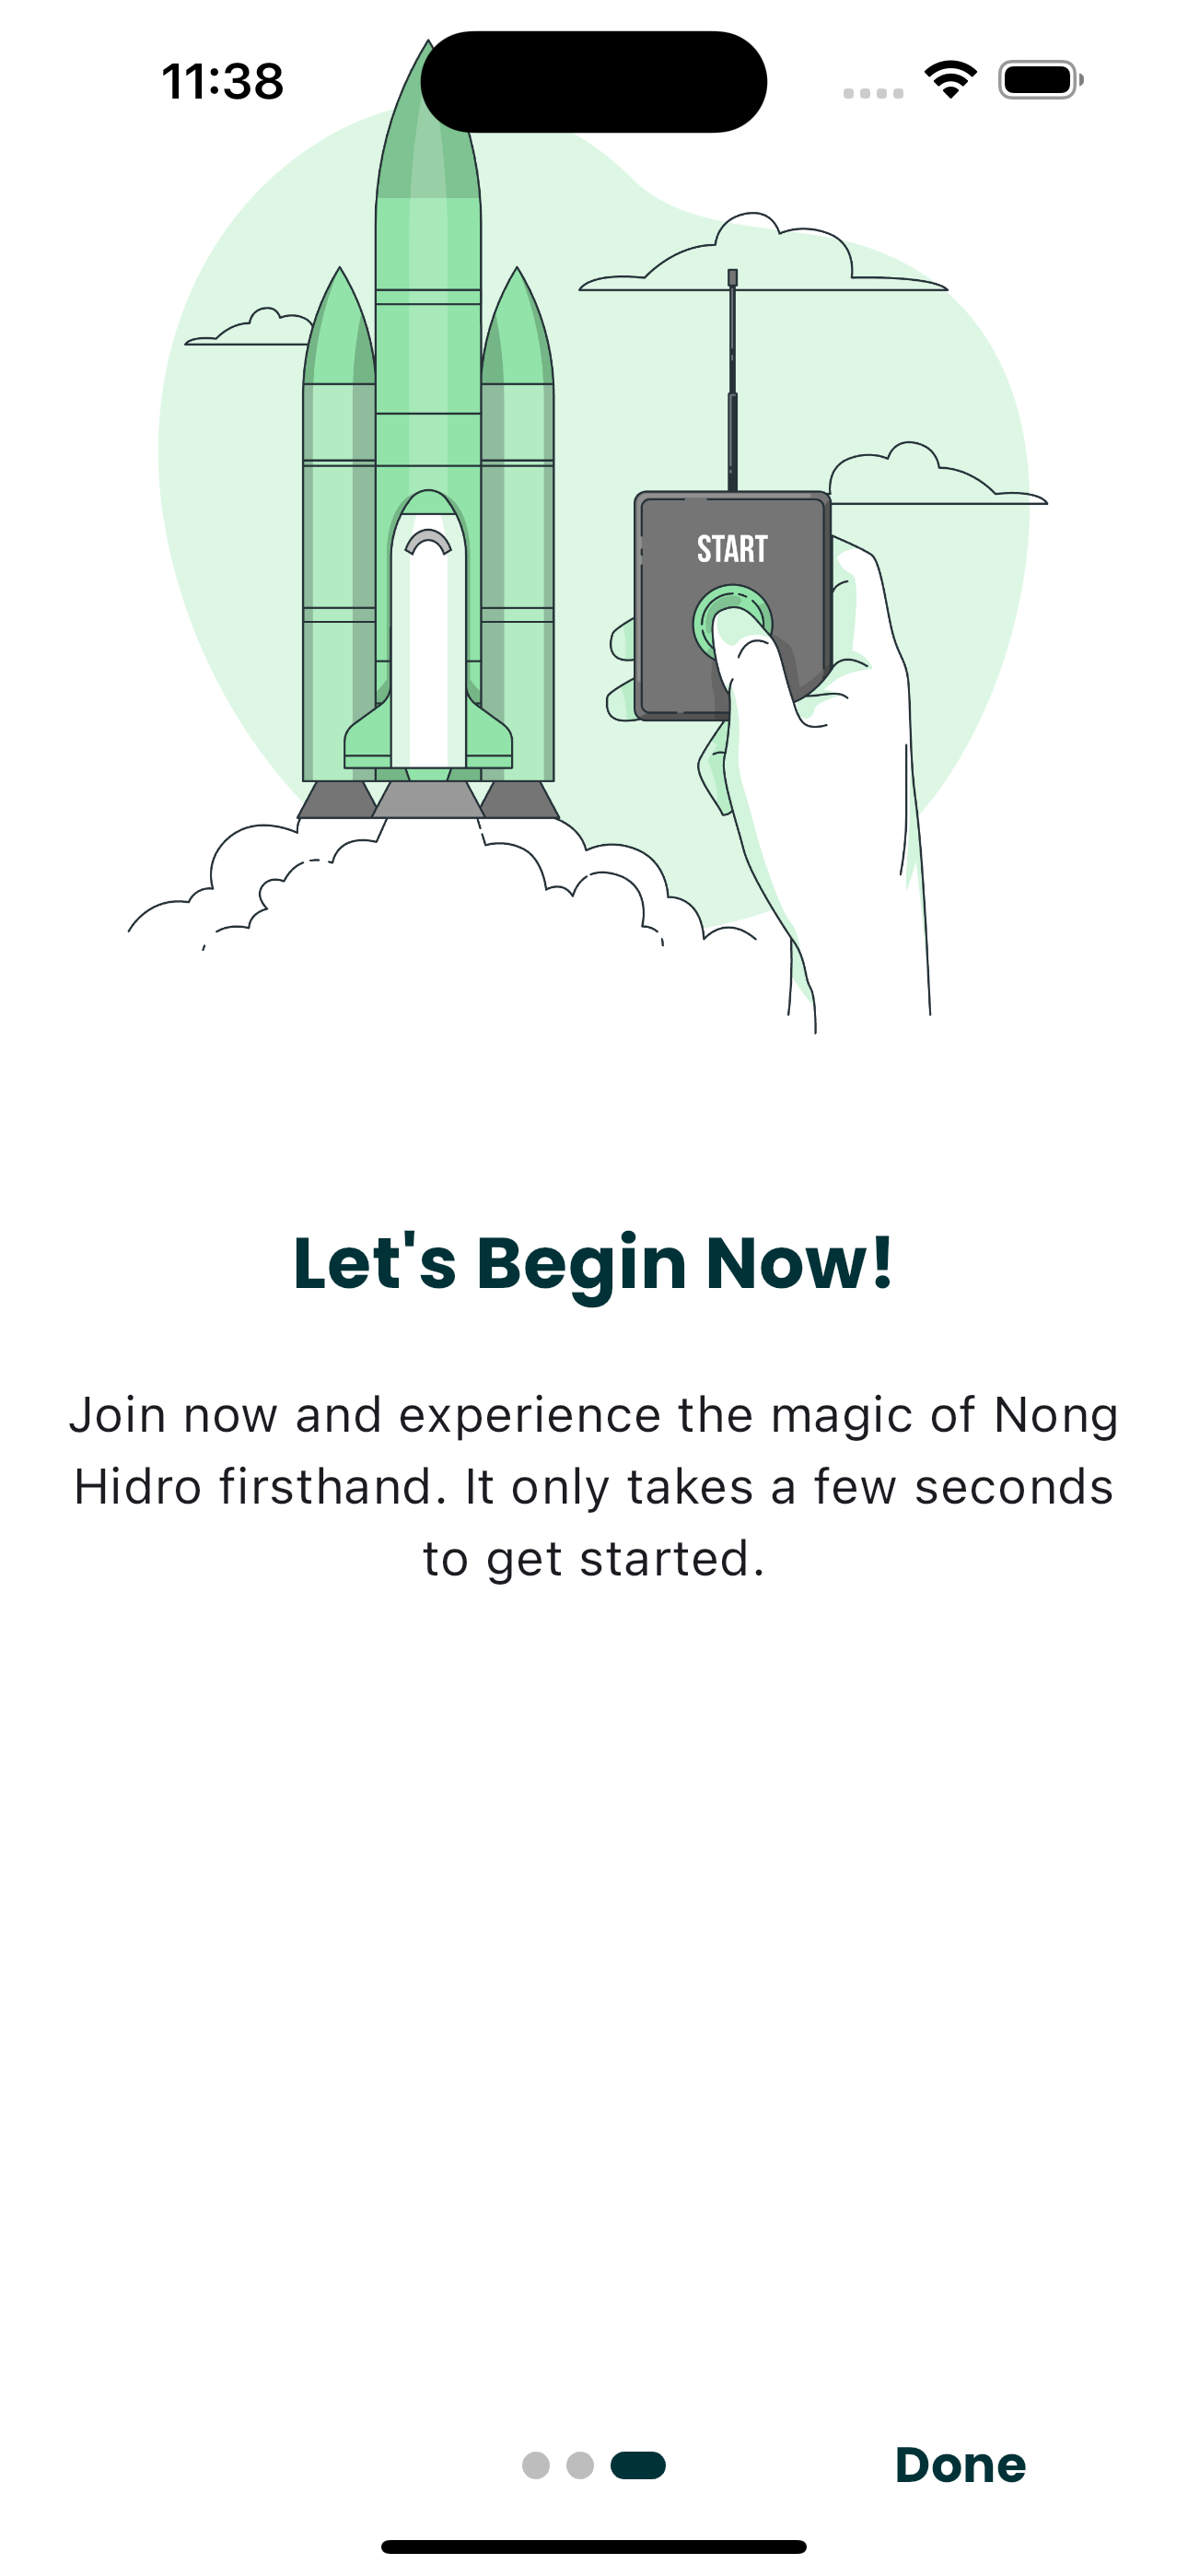 11:38
START
Let's Begin Now!
Join now and experience the magic of Nong
Hidro firsthand. It only takes a few seconds
to get started.
Done